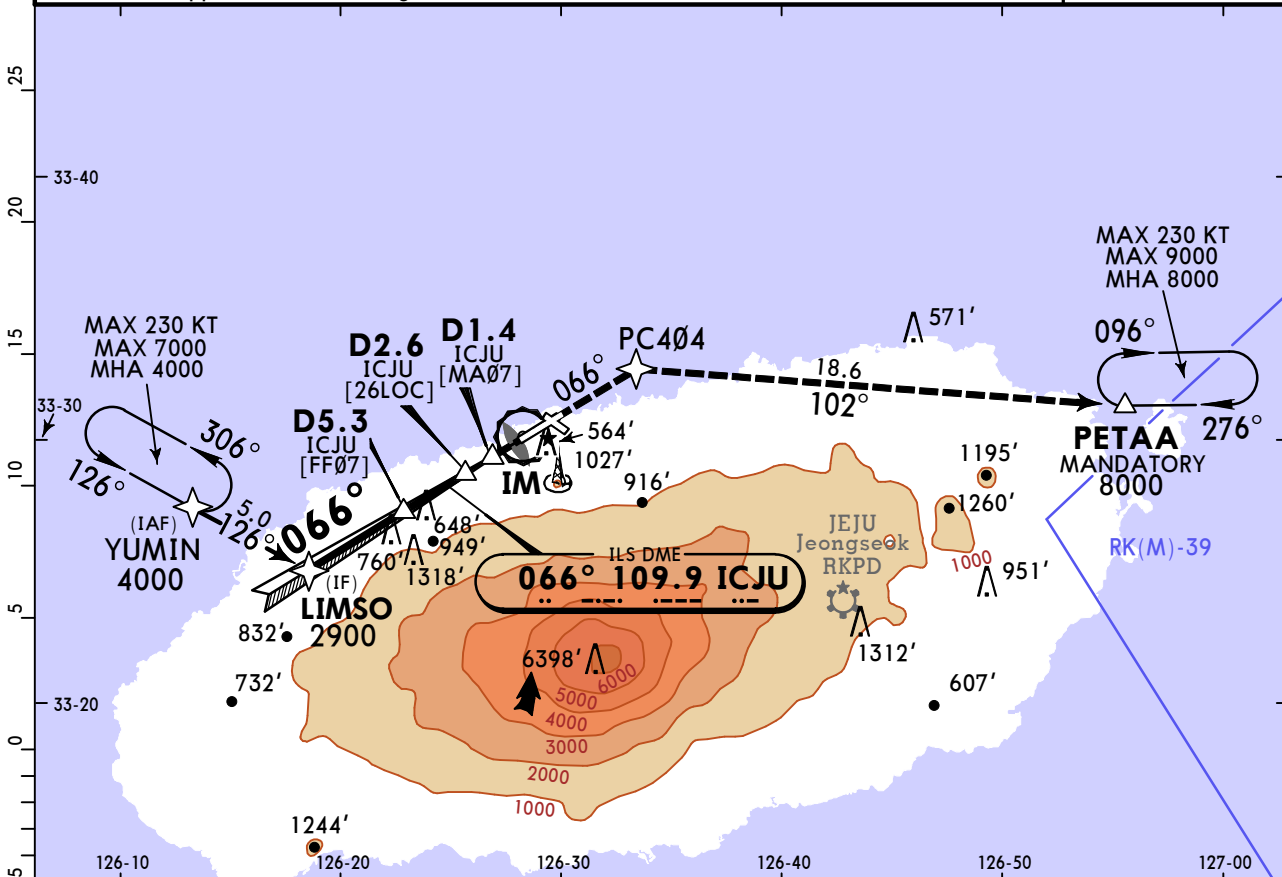 25
20
15
10
5
0
5
33-40
33-30
33-20
MAX 230 KT
MAX 9000
MHA 8000
571′
096°
276°
PETAA
MANDATORY
8000
RK(M)-39
PC4Ø4
18.6
102°
066°
MAX 230 KT
MAX 7000
MHA 4000
306°
126°
5.0
126°
(IAF)
YUMIN
4000
D1.4
ICJU
[MAØ7]
D2.6
ICJU
[26LOC]
D5.3
ICJU
[FFØ7]
066°
564′
1027′
IM
916′
1195′
1260′
1000
951′
648′
949′
760′
1318′
(IF)
LIMSO
2900
832′
732′
ILS DME
066° 109.9 ICJU
JEJU
Jeongseok
RKPD
1312′
607′
6398′
6000
5000
4000
3000
2000
1000
1244′
126-10
126-20
126-30
126-40
126-50
127-00